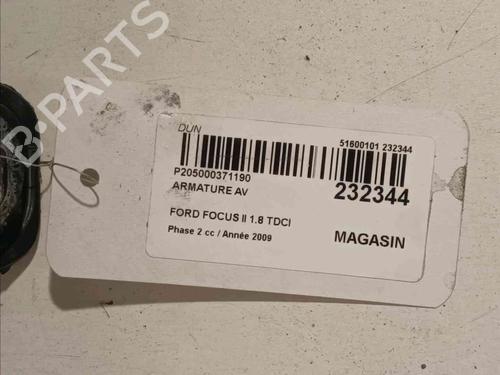 B-PARTS
DUN
51600101 232344
P205000371190
232344
ARMATURE AV
FORD FOCUS II 1.8 TDCI
MAGASIN
Phase 2 cc / Année 2009